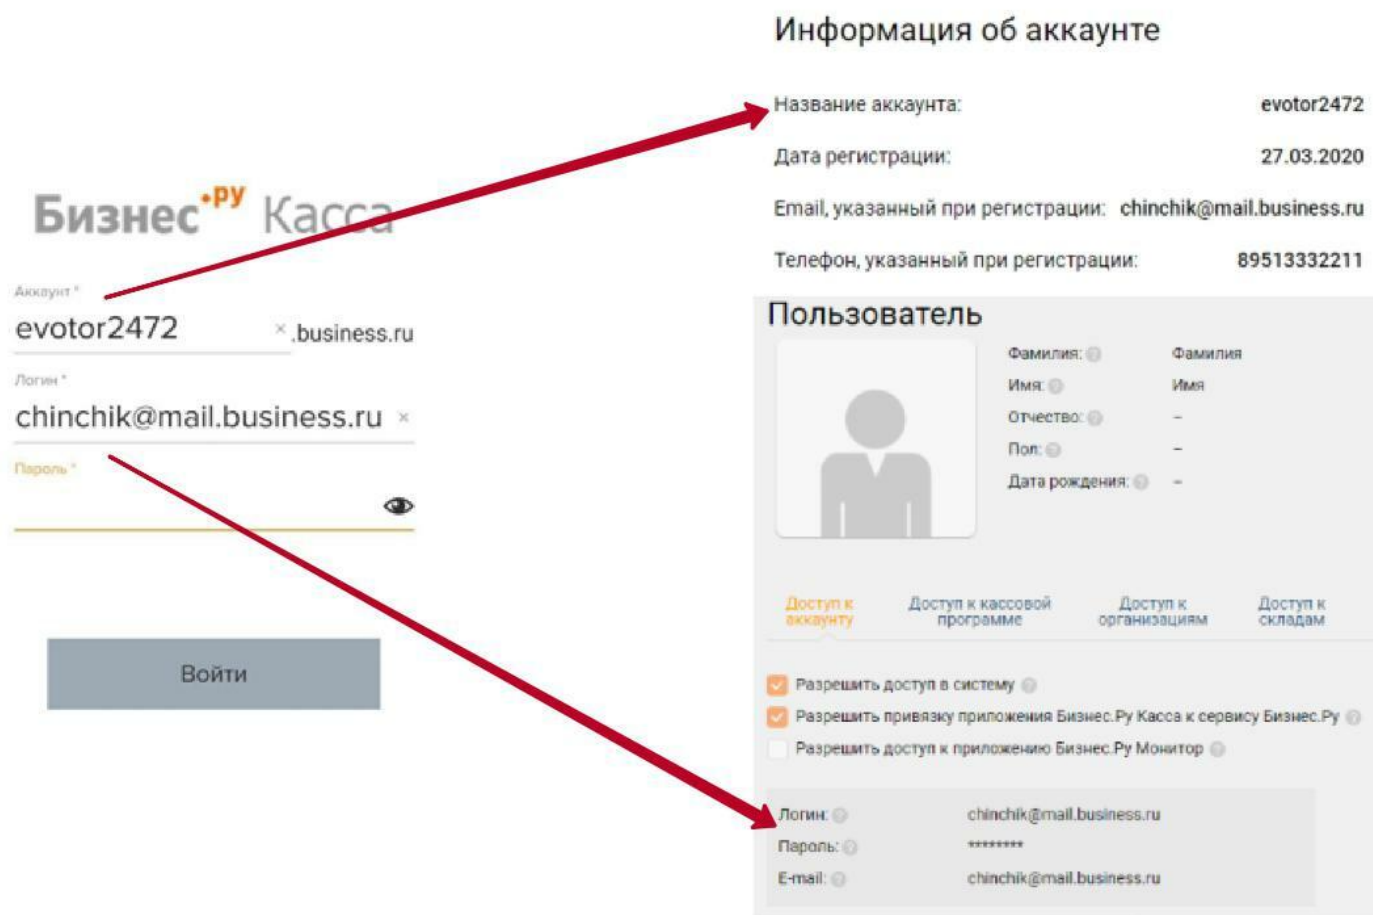 Информация об аккаунте
Название аккаунта: evotor2472
Дата регистрации: 27.03.2020
Email, указанный при регистрации: chinchik@mail.business.ru
Телефон, указанный при регистрации: 89513332211
Бизнес.ру Касса
Аккаунт *
evotor2472 × .business.ru
Логин *
chinchik@mail.business.ru ×
Пароль *
Войти
Пользователь
Фамилия: ? Фамилия
Имя: ? Имя
Отчество: ? –
Пол: ? –
Дата рождения: ? –
Доступ к аккаунту
Доступ к кассовой программе
Доступ к организациям
Доступ к складам
Разрешить доступ в систему ?
Разрешить привязку приложения Бизнес.Ру Касса к сервису Бизнес.Ру ?
Разрешить доступ к приложению Бизнес.Ру Монитор ?
Логин: ? chinchik@mail.business.ru
Пароль: ? ********
E-mail: ? chinchik@mail.business.ru